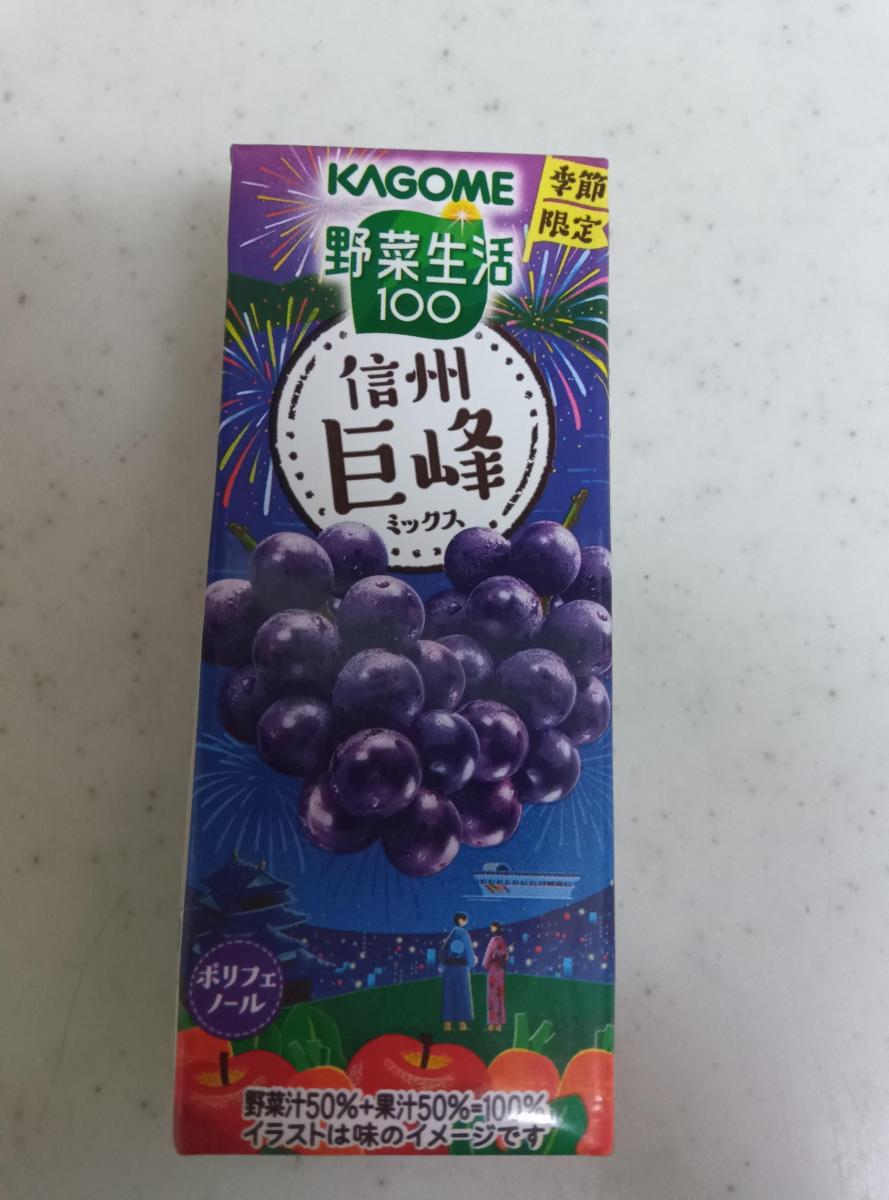 KAGOME
季節
限定
野菜生活
100
信州
巨峰
ミックス
ポリフェ
ノール
野菜汁50%+果汁50%=100%
イラストは味のイメージです